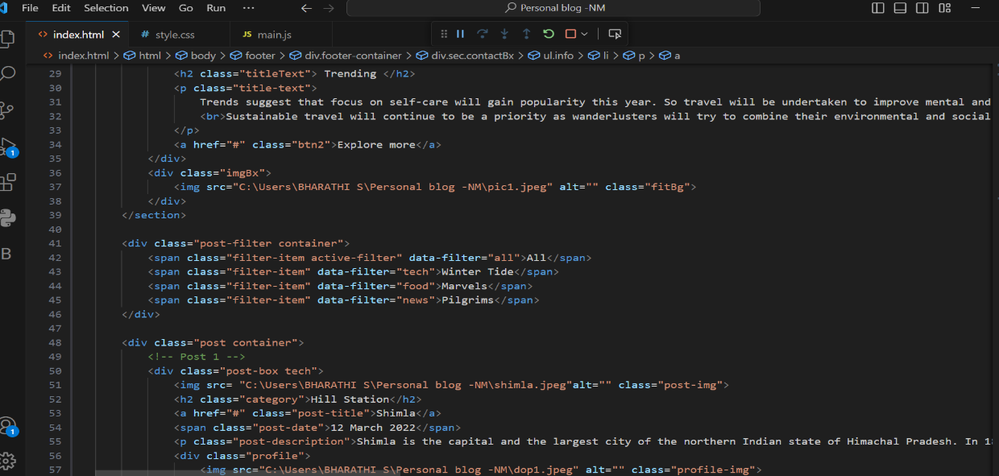 File Edit Selection View Go Run ··· Personal blog -NM
index.html style.css JS main.js
index.html > html > body > footer > div.footer-container > div.sec.contactBx > ul.info > li > p > a
29 <h2 class="titleText"> Trending </h2>
30 <p class="title-text">
31 Trends suggest that focus on self-care will gain popularity this year. So travel will be undertaken to improve mental and
32 <br>Sustainable travel will continue to be a priority as wanderlusters will try to combine their environmental and social
33 </p>
34 <a href="#" class="btn2">Explore more</a>
35 </div>
36 <div class="imgBx">
37 <img src="C:\Users\BHARATHI S\Personal blog -NM\pic1.jpeg" alt="" class="fitBg">
38 </div>
39 </section>
40
41 <div class="post-filter container">
42 <span class="filter-item active-filter" data-filter="all">All</span>
43 <span class="filter-item" data-filter="tech">Winter Tide</span>
44 <span class="filter-item" data-filter="food">Marvels</span>
45 <span class="filter-item" data-filter="news">Pilgrims</span>
46 </div>
47
48 <div class="post container">
49 <!-- Post 1 -->
50 <div class="post-box tech">
51 <img src= "C:\Users\BHARATHI S\Personal blog -NM\shimla.jpeg"alt="" class="post-img">
52 <h2 class="category">Hill Station</h2>
53 <a href="#" class="post-title">Shimla</a>
54 <span class="post-date">12 March 2022</span>
55 <p class="post-description">Shimla is the capital and the largest city of the northern Indian state of Himachal Pradesh. In
56 <div class="profile">
57 <img src="C:\Users\BHARATHI S\Personal blog -NM\dop1.jpeg" alt="" class="profile-img">
1
B
1